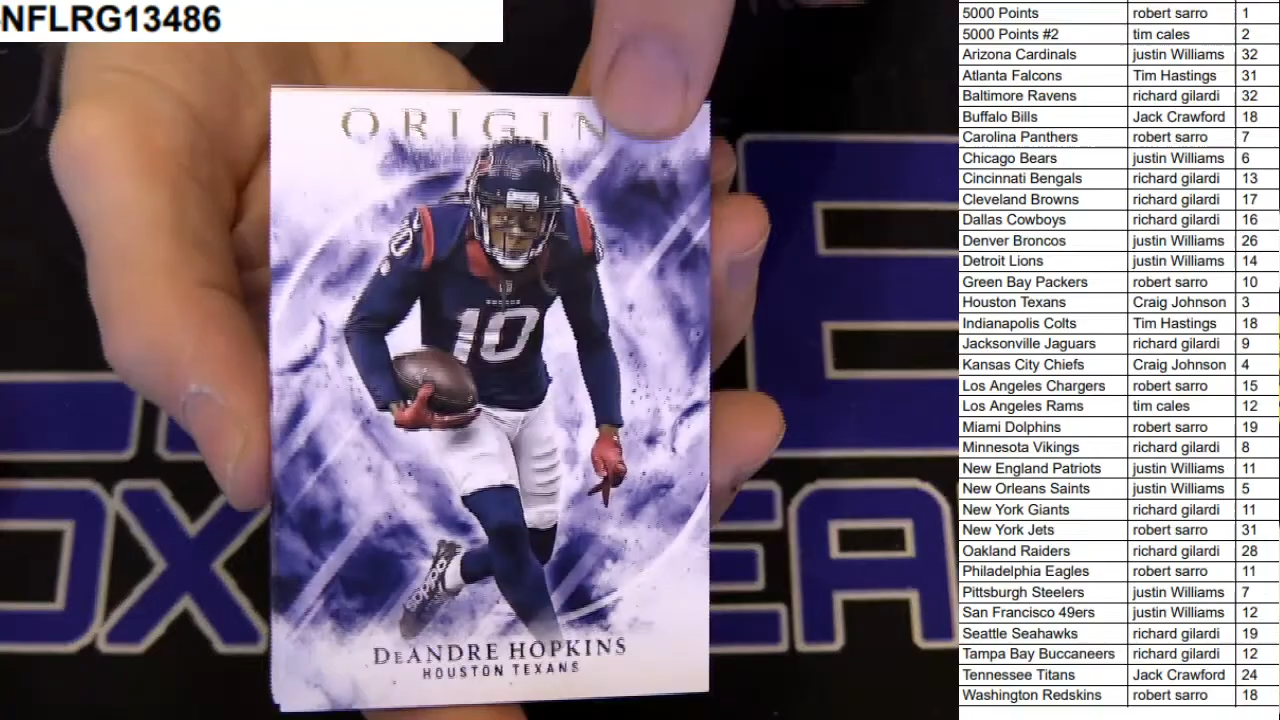 NFLRG13486
ORIGIN
10
10
DeANDRE HOPKINS
HOUSTON TEXANS
OX
EA
5000 Points robert sarro 1
5000 Points #2 tim cales 2
Arizona Cardinals justin Williams 32
Atlanta Falcons Tim Hastings 31
Baltimore Ravens richard gilardi 32
Buffalo Bills Jack Crawford 18
Carolina Panthers robert sarro 7
Chicago Bears justin Williams 6
Cincinnati Bengals richard gilardi 13
Cleveland Browns richard gilardi 17
Dallas Cowboys richard gilardi 16
Denver Broncos justin Williams 26
Detroit Lions justin Williams 14
Green Bay Packers robert sarro 10
Houston Texans Craig Johnson 3
Indianapolis Colts Tim Hastings 18
Jacksonville Jaguars richard gilardi 9
Kansas City Chiefs Craig Johnson 4
Los Angeles Chargers robert sarro 15
Los Angeles Rams tim cales 12
Miami Dolphins robert sarro 19
Minnesota Vikings richard gilardi 8
New England Patriots justin Williams 11
New Orleans Saints justin Williams 5
New York Giants richard gilardi 11
New York Jets robert sarro 31
Oakland Raiders richard gilardi 28
Philadelphia Eagles robert sarro 11
Pittsburgh Steelers justin Williams 7
San Francisco 49ers justin Williams 12
Seattle Seahawks richard gilardi 19
Tampa Bay Buccaneers richard gilardi 12
Tennessee Titans Jack Crawford 24
Washington Redskins robert sarro 18